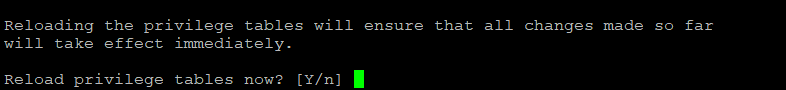 Reloading the privilege tables will ensure that all changes made so far
will take effect immediately.
Reload privilege tables now? [Y/n]